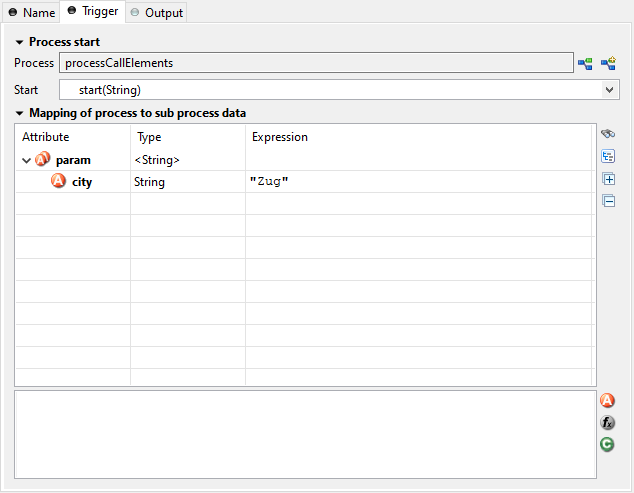 Name Trigger Output
Process start
Process processCallElements
Start start(String)
Mapping of process to sub process data
Attribute Type Expression
param <String>
city String "Zug"